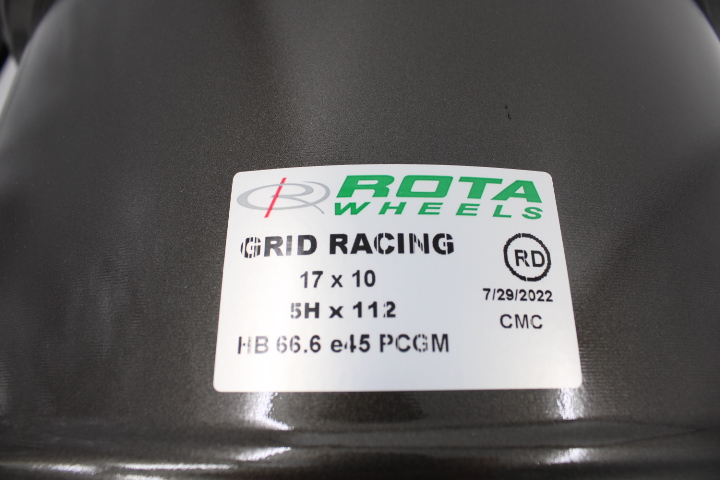 ROTA
WHEELS
GRID RACING
RD
17 x 10
7/29/2022
5H x 112
CMC
HB 66.6 e45 PCGM